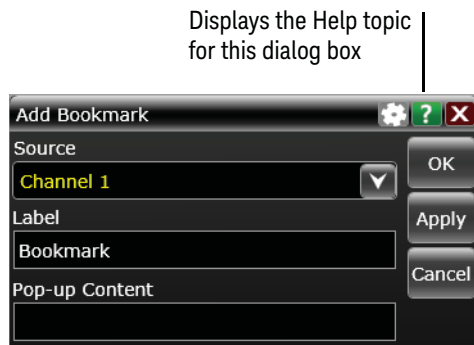 Displays the Help topic
for this dialog box
Add Bookmark
?
X
Source
Channel 1
OK
Label
Apply
Bookmark
Cancel
Pop-up Content